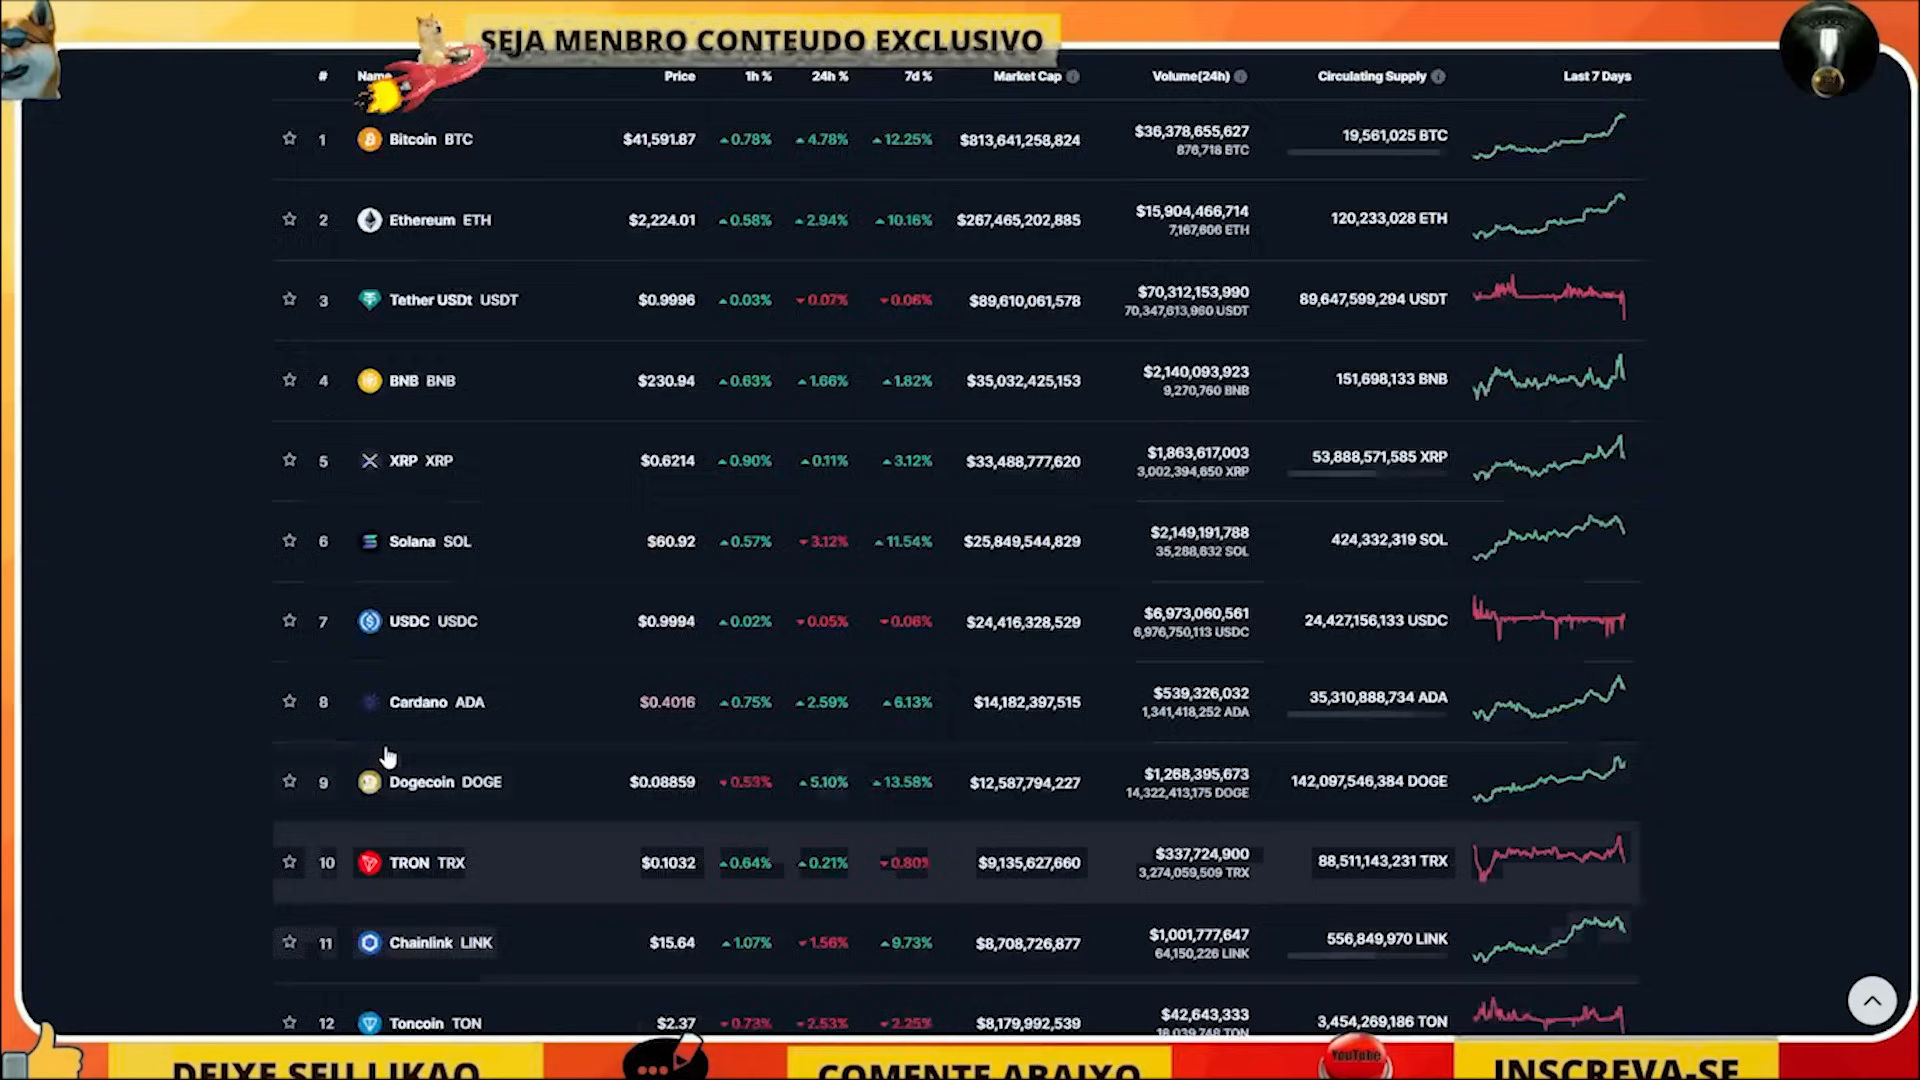 SEJA MENBRO CONTEUDO EXCLUSIVO
# Name Price 1h % 24h % 7d % Market Cap Volume(24h) Circulating Supply Last 7 Days
1 Bitcoin BTC $41,591.87 0.78% 4.78% 12.25% $813,641,258,824 $36,378,655,627 19,561,025 BTC
876,718 BTC
2 Ethereum ETH $2,224.01 0.58% 2.94% 10.16% $267,465,202,885 $15,904,466,714 120,233,028 ETH
7,167,606 ETH
3 Tether USDt USDT $0.9996 0.03% 0.07% 0.06% $89,610,061,578 $70,312,153,990 89,647,599,294 USDT
70,347,613,960 USDT
4 BNB BNB $230.94 0.63% 1.66% 1.82% $35,032,425,153 $2,140,093,923 151,698,133 BNB
9,270,760 BNB
5 XRP XRP $0.6214 0.90% 0.11% 3.12% $33,488,777,620 $1,863,617,003 53,888,571,585 XRP
3,002,394,650 XRP
6 Solana SOL $60.92 0.57% 3.12% 11.54% $25,849,544,829 $2,149,191,788 424,332,319 SOL
35,288,632 SOL
7 USDC USDC $0.9994 0.02% 0.05% 0.06% $24,416,328,529 $6,973,060,561 24,427,156,133 USDC
6,976,750,113 USDC
8 Cardano ADA $0.4016 0.75% 2.59% 6.13% $14,182,397,515 $539,326,032 35,310,888,734 ADA
1,341,418,252 ADA
9 Dogecoin DOGE $0.08859 0.53% 5.10% 13.58% $12,587,794,227 $1,268,395,673 142,097,546,384 DOGE
14,322,413,175 DOGE
10 TRON TRX $0.1032 0.64% 0.21% 0.80% $9,135,627,660 $337,724,900 88,511,143,231 TRX
3,274,059,509 TRX
11 Chainlink LINK $15.64 1.07% 1.56% 9.73% $8,708,726,877 $1,001,777,647 556,849,970 LINK
64,150,226 LINK
12 Toncoin TON $2.37 0.73% 2.53% 2.25% $8,179,992,539 $42,643,333 3,454,269,186 TON
18,039,748 TON
DEIXE SEU LIKAO COMENTE ABAIXO YouTube INSCREVA-SE